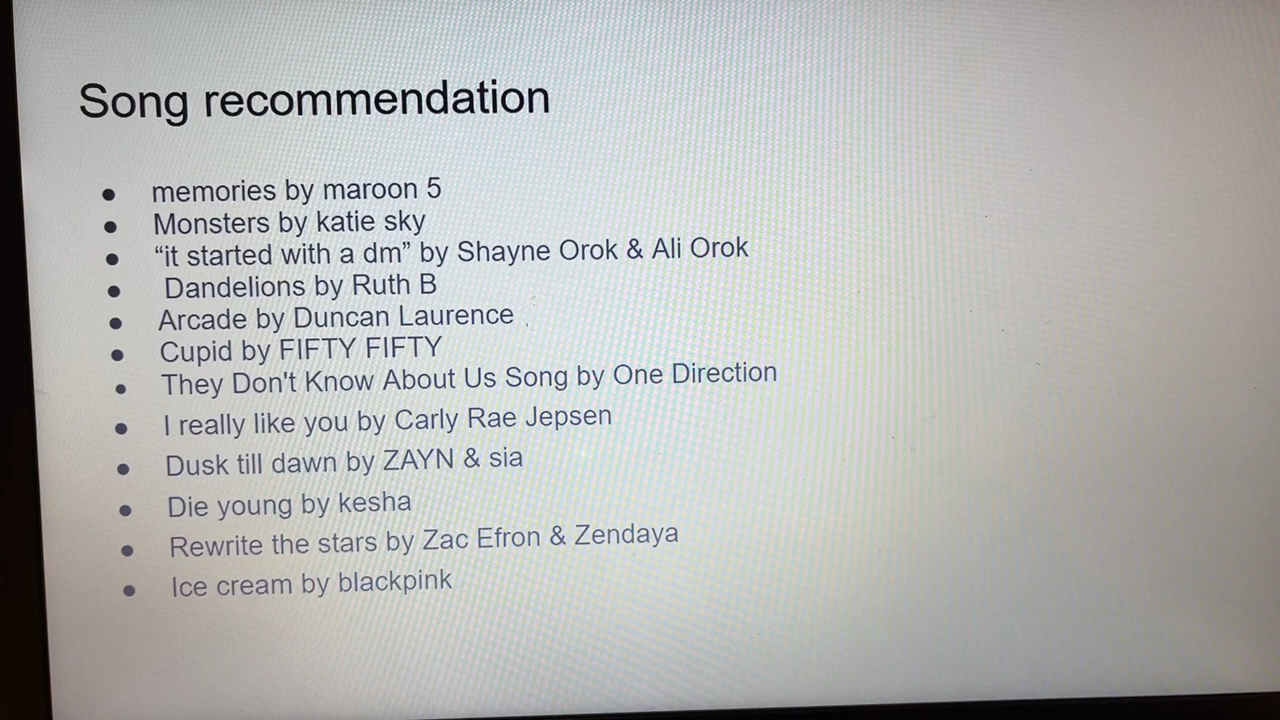 Song recommendation
● memories by maroon 5
● Monsters by katie sky
● “it started with a dm” by Shayne Orok & Ali Orok
● Dandelions by Ruth B
● Arcade by Duncan Laurence
● Cupid by FIFTY FIFTY
● They Don't Know About Us Song by One Direction
● I really like you by Carly Rae Jepsen
● Dusk till dawn by ZAYN & sia
● Die young by kesha
● Rewrite the stars by Zac Efron & Zendaya
● Ice cream by blackpink